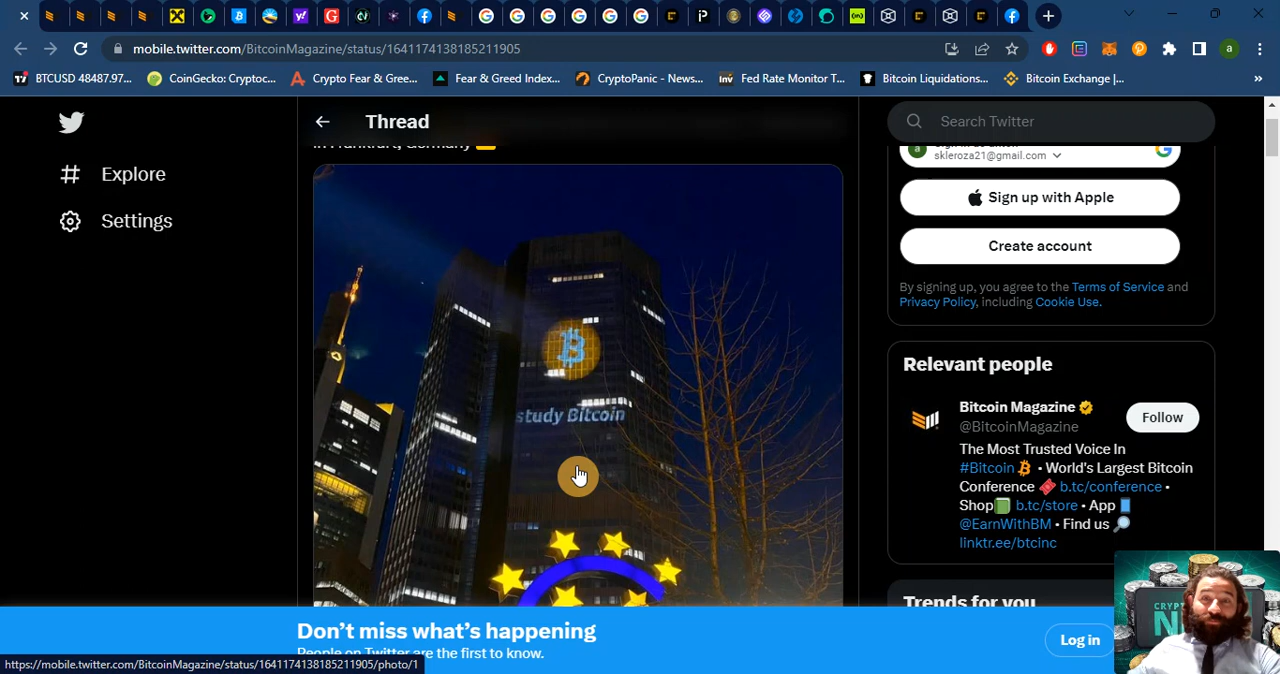 mobile.twitter.com/BitcoinMagazine/status/1641174138185211905
a
BTCUSD 48487.97...
CoinGecko: Cryptoc...
Crypto Fear & Gree...
Fear & Greed Index...
CryptoPanic - News...
Fed Rate Monitor T...
Bitcoin Liquidations...
Bitcoin Exchange |...
»
Explore
Settings
Thread
in Frankfurt, Germany
study Bitcoin
Search Twitter
a
skleroza21@gmail.com
Sign up with Apple
Create account
By signing up, you agree to the Terms of Service and
Privacy Policy, including Cookie Use.
Relevant people
Bitcoin Magazine
@BitcoinMagazine
Follow
The Most Trusted Voice In
#Bitcoin • World's Largest Bitcoin
Conference b.tc/conference •
Shop b.tc/store • App
@EarnWithBM • Find us
linktr.ee/btcinc
Trends for you
Don't miss what's happening
People on Twitter are the first to know.
Log in
https://mobile.twitter.com/BitcoinMagazine/status/1641174138185211905/photo/1